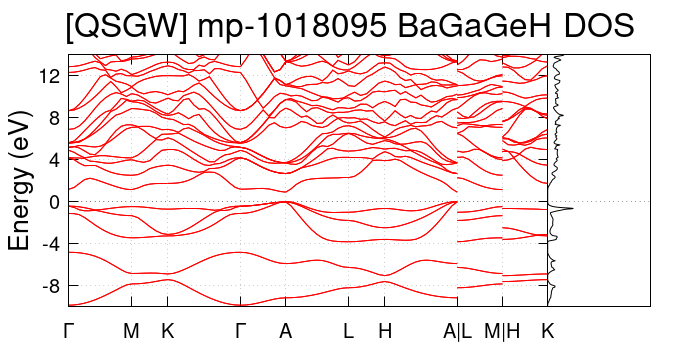 [QSGW] mp-1018095 BaGaGeH DOS
Energy (eV)
12
8
4
0
-4
-8
Γ M K Γ A L H A|L M|H K